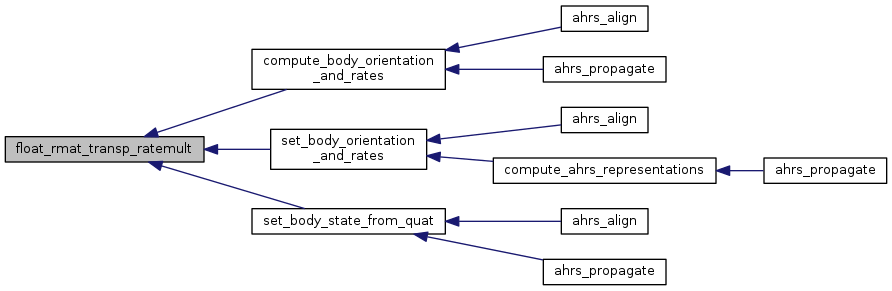 float_rmat_transp_ratemult
compute_body_orientation
_and_rates
ahrs_align
ahrs_propagate
set_body_orientation
_and_rates
ahrs_align
compute_ahrs_representations
ahrs_propagate
set_body_state_from_quat
ahrs_align
ahrs_propagate